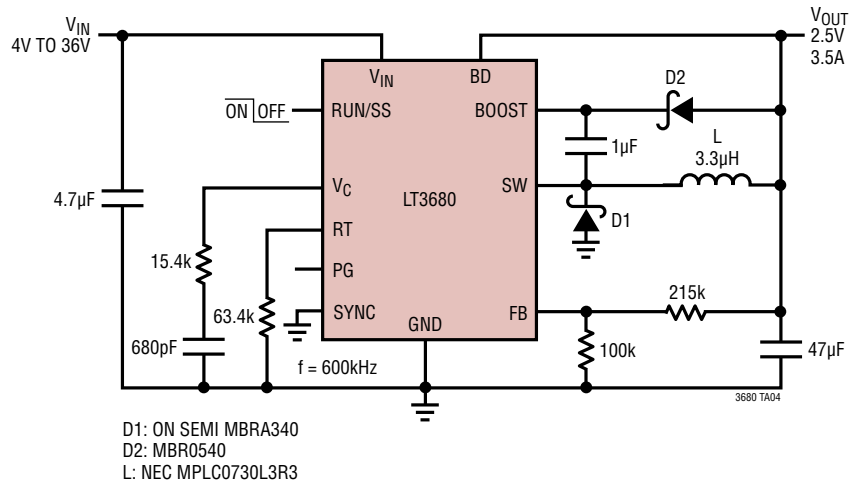 VIN
4V TO 36V
VOUT
2.5V
3.5A
VIN
BD
D2
ON OFF
RUN/SS
BOOST
L
3.3µH
1µF
4.7µF
VC
LT3680
SW
D1
RT
15.4k
PG
215k
63.4k
SYNC
GND
FB
680pF
f = 600kHz
100k
47µF
3680 TA04
D1: ON SEMI MBRA340
D2: MBR0540
L: NEC MPLC0730L3R3